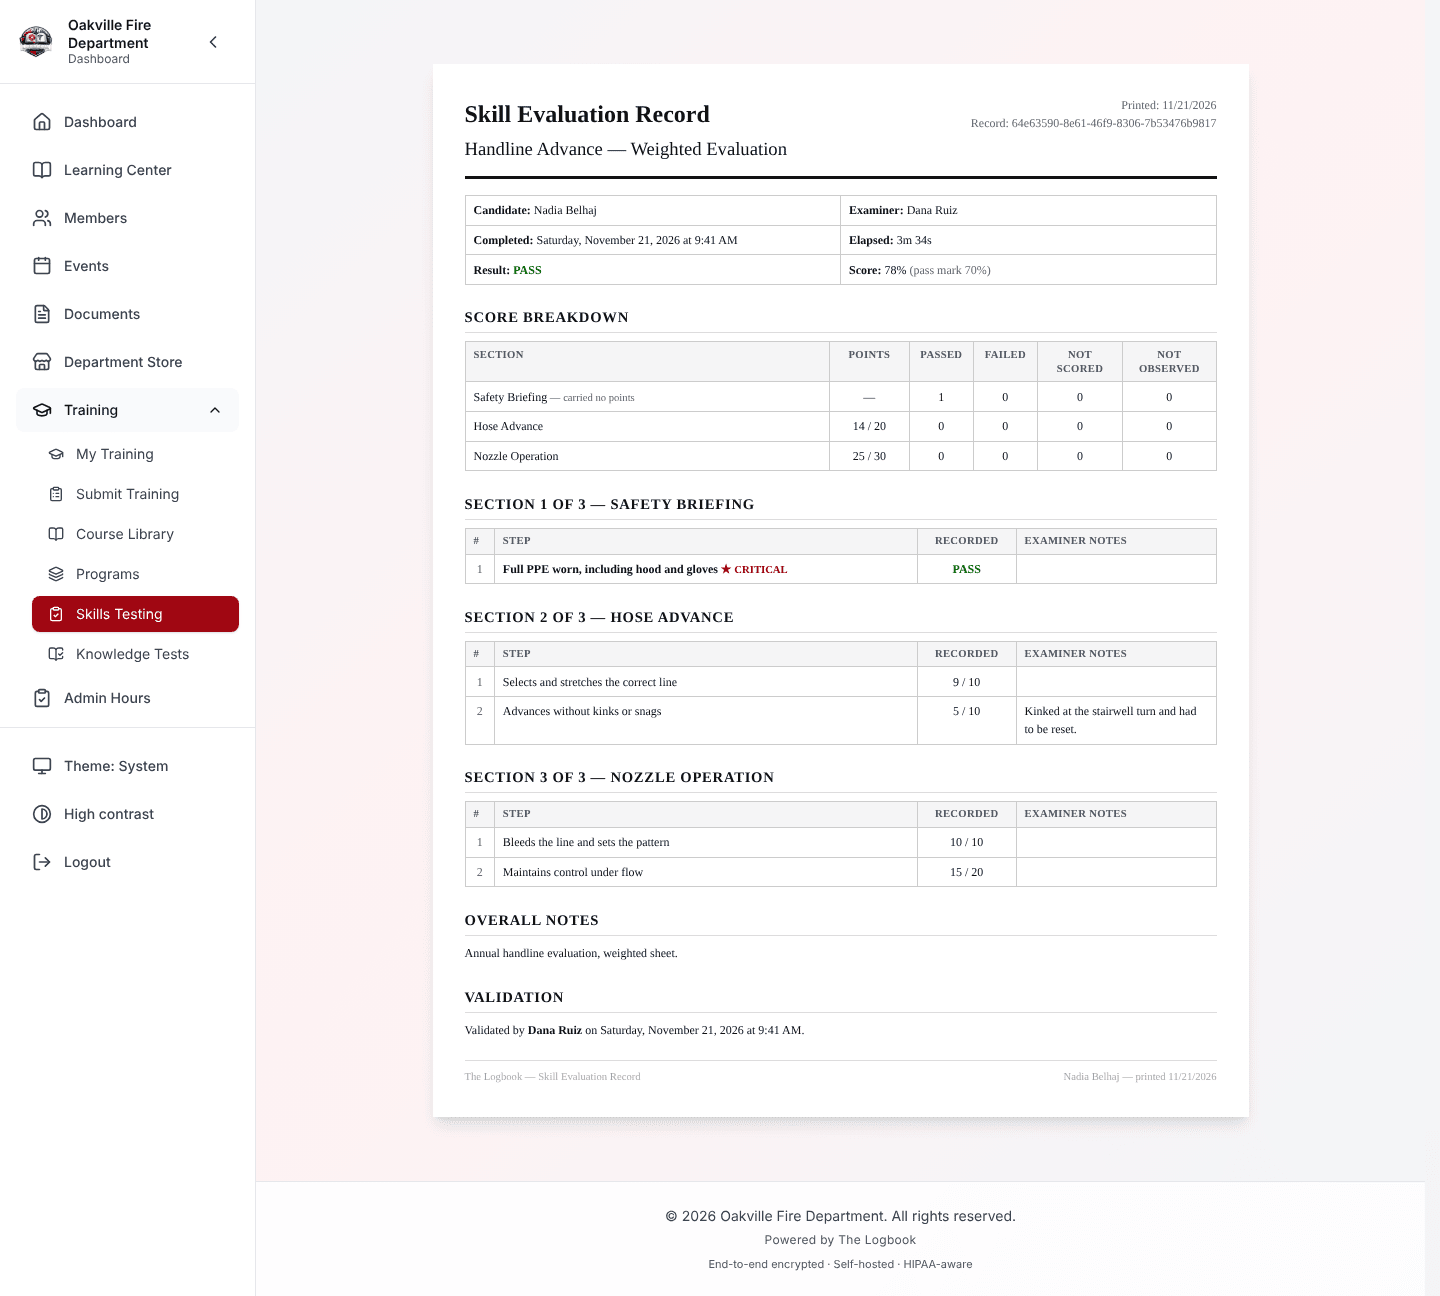 Oakville Fire
Department
Dashboard
Dashboard
Learning Center
Members
Events
Documents
Department Store
Training
My Training
Submit Training
Course Library
Programs
Skills Testing
Knowledge Tests
Admin Hours
Theme: System
High contrast
Logout
Skill Evaluation Record
Printed: 11/21/2026
Record: 64e63590-8e61-46f9-8306-7b53476b9817
Handline Advance — Weighted Evaluation
Candidate: Nadia Belhaj
Examiner: Dana Ruiz
Completed: Saturday, November 21, 2026 at 9:41 AM
Elapsed: 3m 34s
Result: PASS
Score: 78% (pass mark 70%)
SCORE BREAKDOWN
SECTION POINTS PASSED FAILED NOT SCORED NOT OBSERVED
Safety Briefing — carried no points — 1 0 0 0
Hose Advance 14 / 20 0 0 0 0
Nozzle Operation 25 / 30 0 0 0 0
SECTION 1 OF 3 — SAFETY BRIEFING
# STEP RECORDED EXAMINER NOTES
1 Full PPE worn, including hood and gloves ★ CRITICAL PASS
SECTION 2 OF 3 — HOSE ADVANCE
# STEP RECORDED EXAMINER NOTES
1 Selects and stretches the correct line 9 / 10
2 Advances without kinks or snags 5 / 10 Kinked at the stairwell turn and had
to be reset.
SECTION 3 OF 3 — NOZZLE OPERATION
# STEP RECORDED EXAMINER NOTES
1 Bleeds the line and sets the pattern 10 / 10
2 Maintains control under flow 15 / 20
OVERALL NOTES
Annual handline evaluation, weighted sheet.
VALIDATION
Validated by Dana Ruiz on Saturday, November 21, 2026 at 9:41 AM.
The Logbook — Skill Evaluation Record
Nadia Belhaj — printed 11/21/2026
© 2026 Oakville Fire Department. All rights reserved.
Powered by The Logbook
End-to-end encrypted · Self-hosted · HIPAA-aware